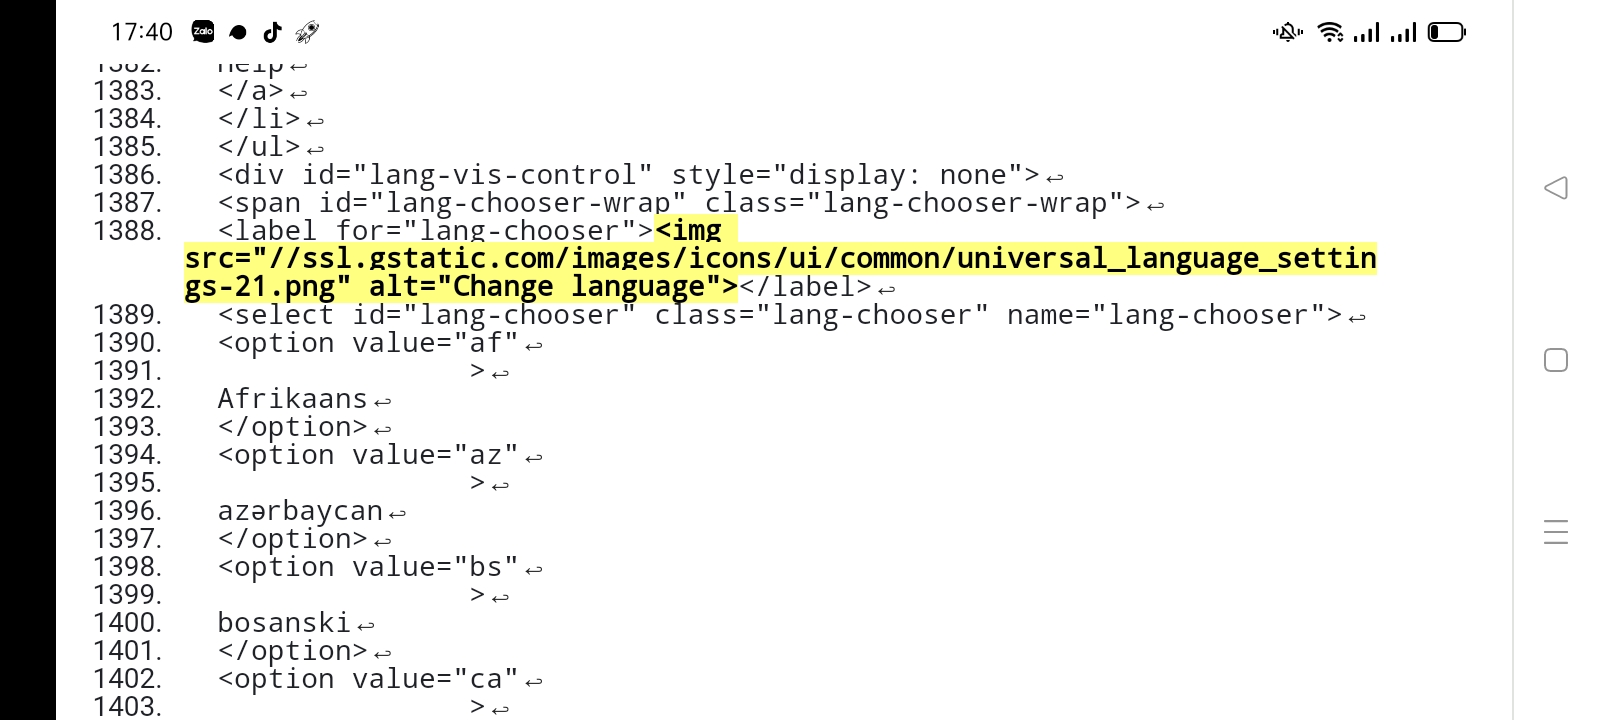 17:40 Zalo
1382. help↩
1383. </a>↩
1384. </li>↩
1385. </ul>↩
1386. <div id="lang-vis-control" style="display: none">↩
1387. <span id="lang-chooser-wrap" class="lang-chooser-wrap">↩
1388. <label for="lang-chooser"><img
src="//ssl.gstatic.com/images/icons/ui/common/universal_language_settin
gs-21.png" alt="Change language"></label>↩
1389. <select id="lang-chooser" class="lang-chooser" name="lang-chooser">↩
1390. <option value="af"↩
1391. >↩
1392. Afrikaans↩
1393. </option>↩
1394. <option value="az"↩
1395. >↩
1396. azərbaycan↩
1397. </option>↩
1398. <option value="bs"↩
1399. >↩
1400. bosanski↩
1401. </option>↩
1402. <option value="ca"↩
1403. >↩